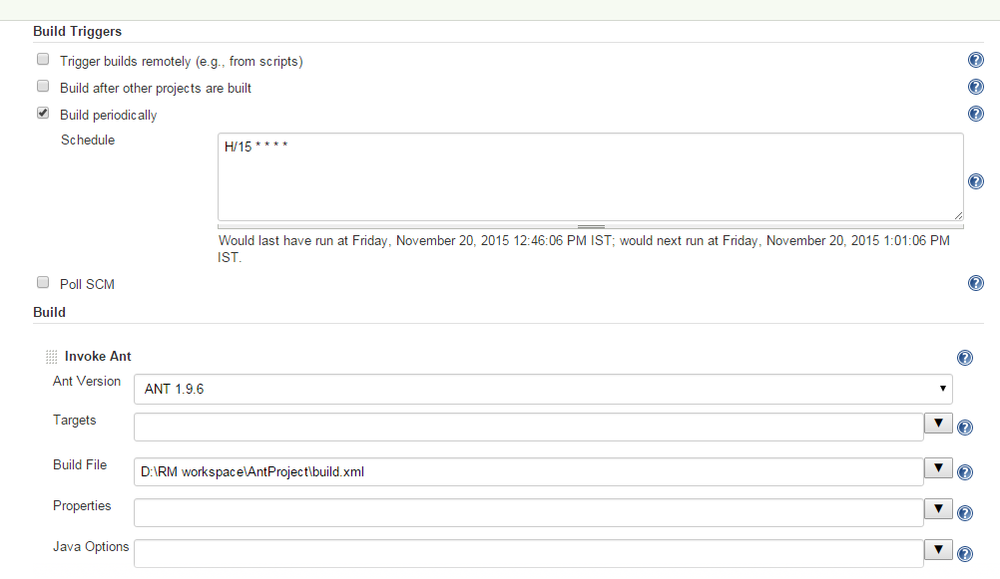 Build Triggers
Trigger builds remotely (e.g., from scripts)
Build after other projects are built
Build periodically
Schedule
H/15 * * * *
Would last have run at Friday, November 20, 2015 12:46:06 PM IST; would next run at Friday, November 20, 2015 1:01:06 PM
IST.
Poll SCM
Build
Invoke Ant
Ant Version
ANT 1.9.6
Targets
Build File
D:\RM workspace\AntProject\build.xml
Properties
Java Options